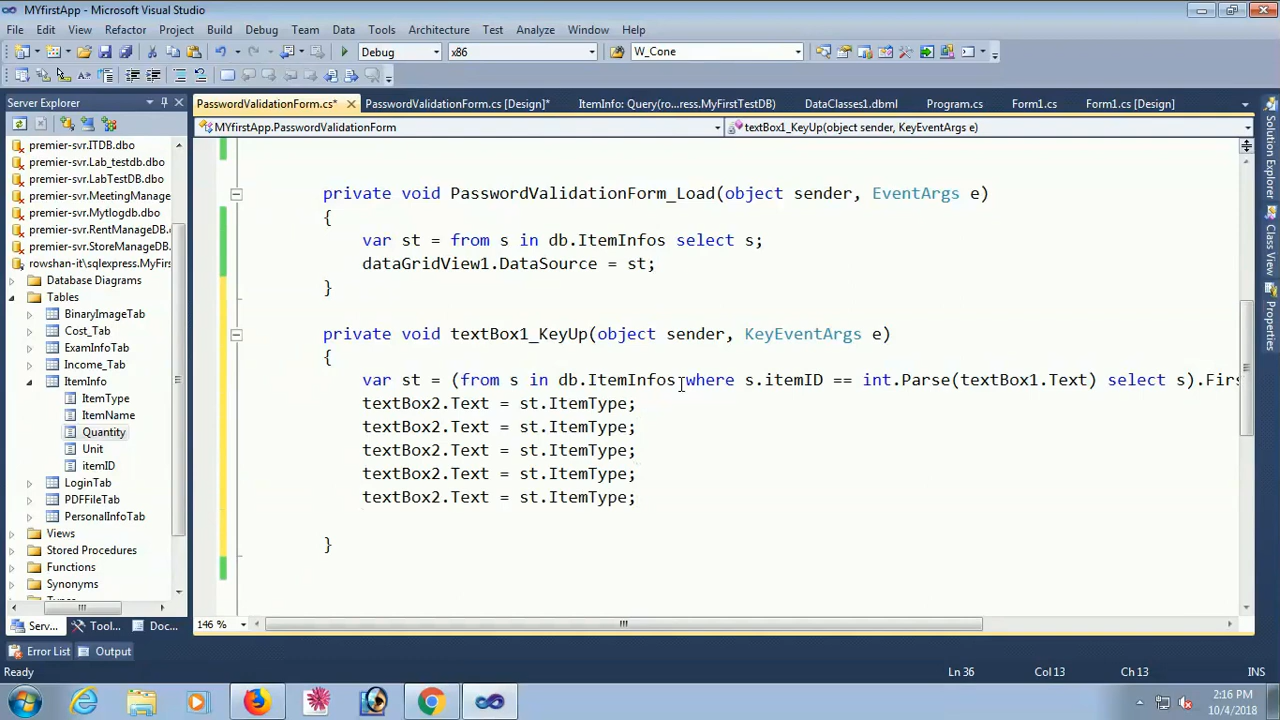 MYfirstApp - Microsoft Visual Studio
File Edit View Refactor Project Build Debug Team Data Tools Architecture Test Analyze Window Help
Debug x86 W_Cone
Server Explorer
PasswordValidationForm.cs* PasswordValidationForm.cs [Design]* ItemInfo: Query(ro...ress.MyFirstTestDB) DataClasses1.dbml Program.cs Form1.cs Form1.cs [Design]
MYfirstApp.PasswordValidationForm textBox1_KeyUp(object sender, KeyEventArgs e)
premier-svr.ITDB.dbo
premier-svr.Lab_testdb.dbo
premier-svr.LabTestDB.dbo
premier-svr.MeetingManage
premier-svr.Mytlogdb.dbo
premier-svr.RentManageDB.
premier-svr.StoreManageDB.
rowshan-it\sqlexpress.MyFirs
Database Diagrams
Tables
BinaryImageTab
Cost_Tab
ExamInfoTab
Income_Tab
ItemInfo
ItemType
ItemName
Quantity
Unit
itemID
LoginTab
PDFFileTab
PersonalInfoTab
Views
Stored Procedures
Functions
Synonyms
private void PasswordValidationForm_Load(object sender, EventArgs e)
{
var st = from s in db.ItemInfos select s;
dataGridView1.DataSource = st;
}
private void textBox1_KeyUp(object sender, KeyEventArgs e)
{
var st = (from s in db.ItemInfos where s.itemID == int.Parse(textBox1.Text) select s).Firs
textBox2.Text = st.ItemType;
textBox2.Text = st.ItemType;
textBox2.Text = st.ItemType;
textBox2.Text = st.ItemType;
textBox2.Text = st.ItemType;
}
Solution Explorer
Class View
Properties
146 %
Serv... Tool... Doc...
Error List Output
Ready Ln 36 Col 13 Ch 13 INS
2:16 PM
10/4/2018